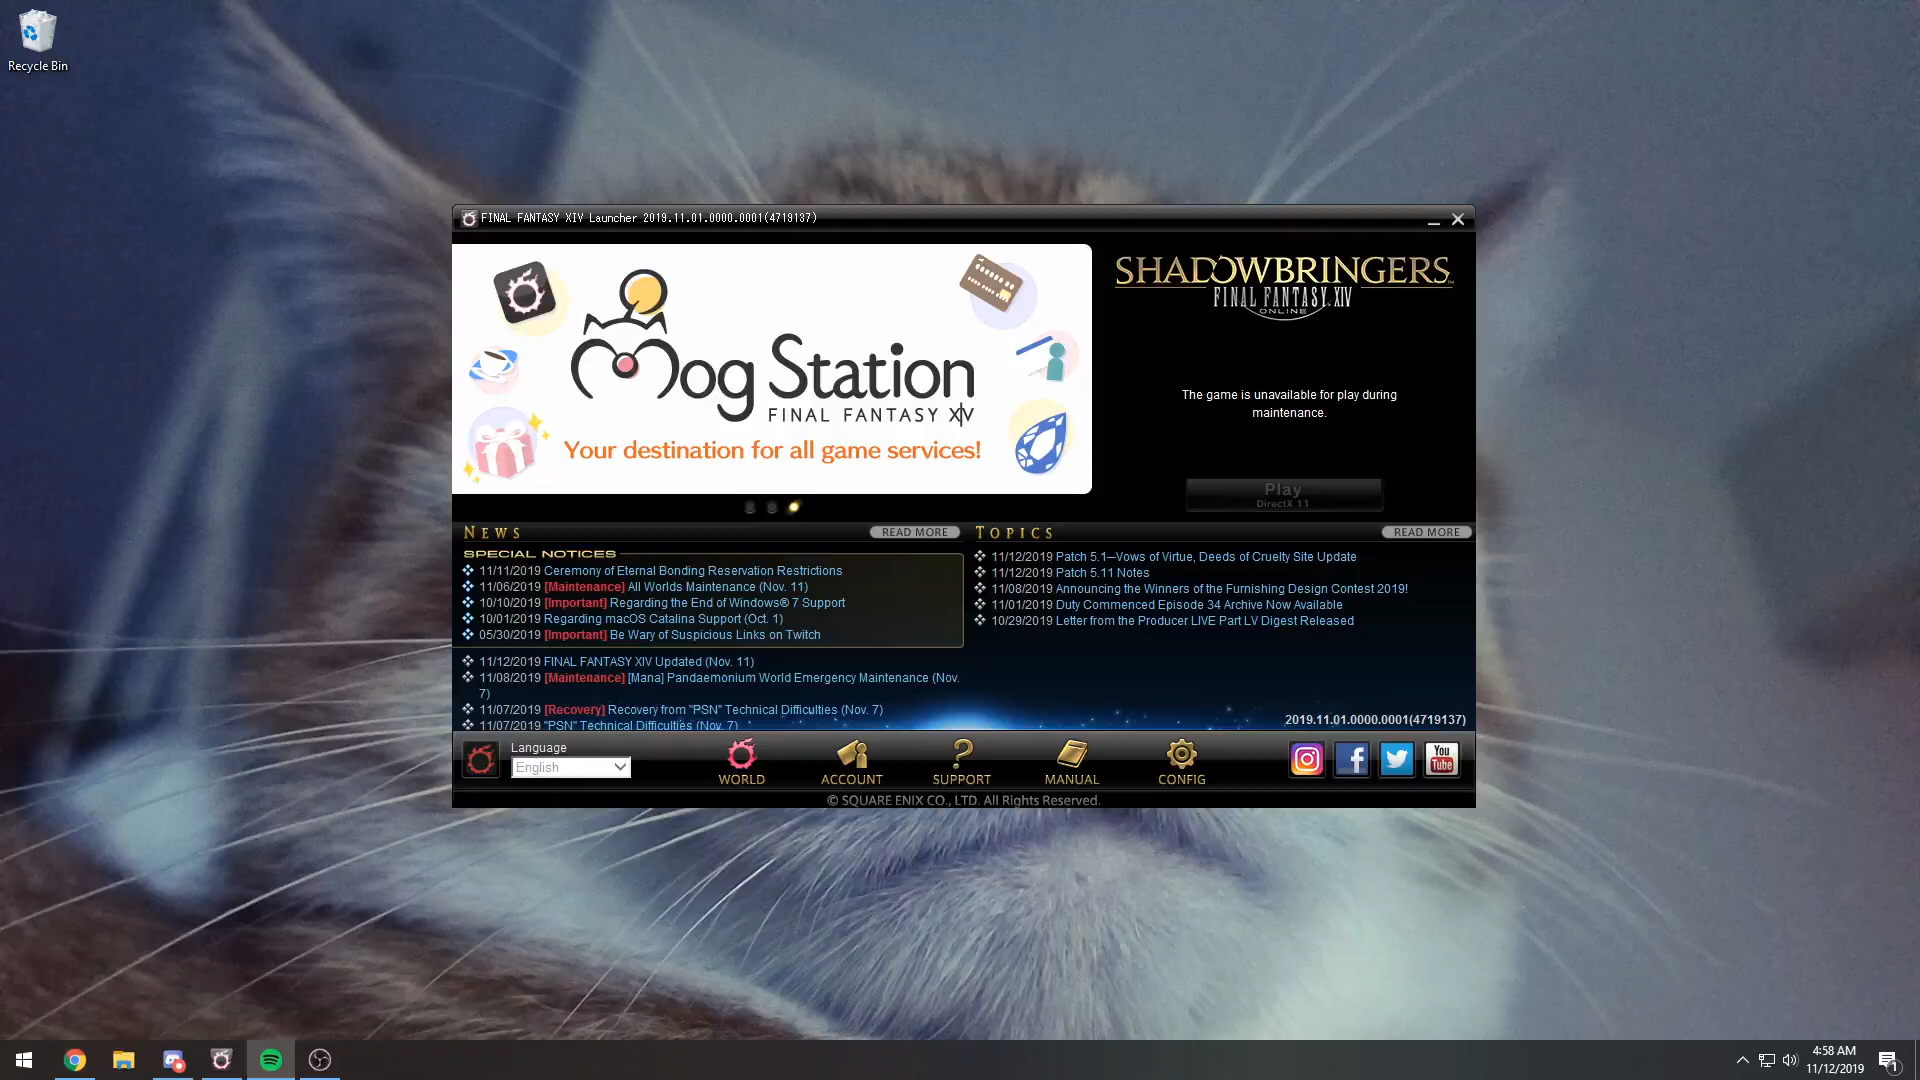 Recycle Bin
FINAL FANTASY XIV Launcher 2019.11.01.0000.0001(4719137)
Mog Station
FINAL FANTASY XIV
Your destination for all game services!
SHADOWBRINGERS
FINAL FANTASY XIV
ONLINE
The game is unavailable for play during
maintenance.
Play
DirectX 11
NEWS
READ MORE
SPECIAL NOTICES
11/11/2019 Ceremony of Eternal Bonding Reservation Restrictions
11/06/2019 [Maintenance] All Worlds Maintenance (Nov. 11)
10/10/2019 [Important] Regarding the End of Windows® 7 Support
10/01/2019 Regarding macOS Catalina Support (Oct. 1)
05/30/2019 [Important] Be Wary of Suspicious Links on Twitch
11/12/2019 FINAL FANTASY XIV Updated (Nov. 11)
11/08/2019 [Maintenance] [Mana] Pandaemonium World Emergency Maintenance (Nov.
7)
11/07/2019 [Recovery] Recovery from "PSN" Technical Difficulties (Nov. 7)
11/07/2019 "PSN" Technical Difficulties (Nov. 7)
TOPICS
READ MORE
11/12/2019 Patch 5.1—Vows of Virtue, Deeds of Cruelty Site Update
11/12/2019 Patch 5.11 Notes
11/08/2019 Announcing the Winners of the Furnishing Design Contest 2019!
11/01/2019 Duty Commenced Episode 34 Archive Now Available
10/29/2019 Letter from the Producer LIVE Part LV Digest Released
2019.11.01.0000.0001(4719137)
Language
English
WORLD
ACCOUNT
SUPPORT
MANUAL
CONFIG
You
Tube
© SQUARE ENIX CO., LTD. All Rights Reserved.
4:58 AM
11/12/2019
1